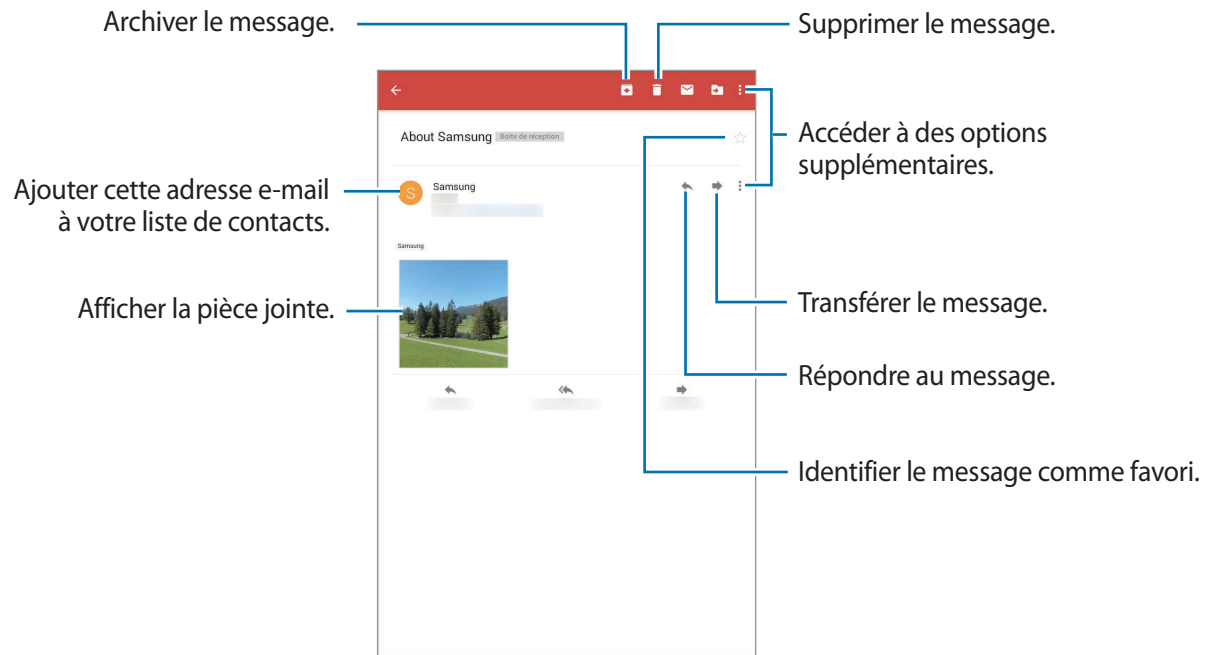 Archiver le message.
Supprimer le message.
About Samsung Boîte de réception
Accéder à des options
supplémentaires.
Ajouter cette adresse e-mail
à votre liste de contacts.
S
Samsung
Samsung
Afficher la pièce jointe.
Transférer le message.
Répondre au message.
Identifier le message comme favori.